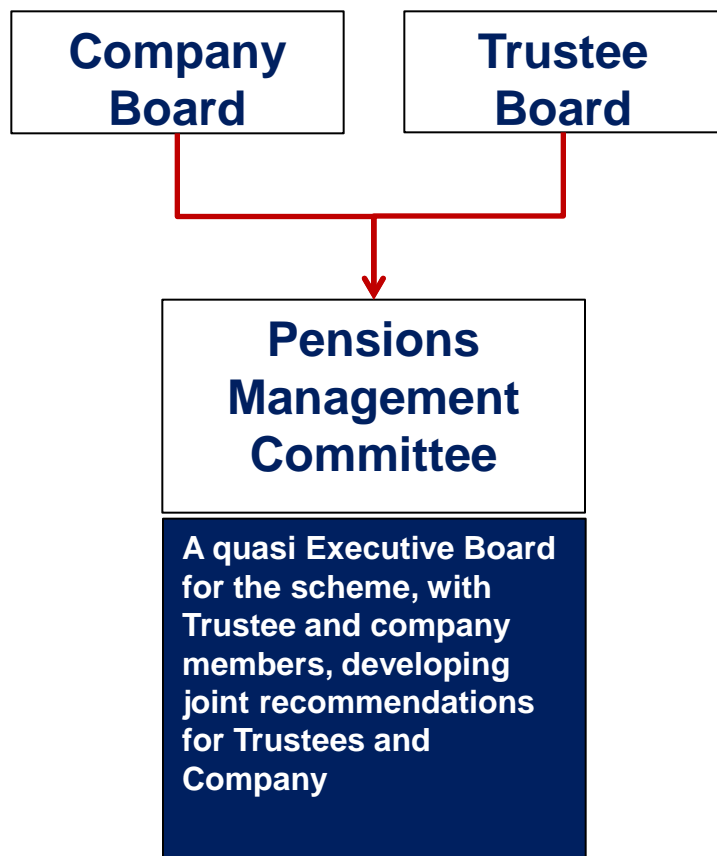 Company
Board
Trustee
Board
Pensions
Management
Committee
A quasi Executive Board
for the scheme, with
Trustee and company
members, developing
joint recommendations
for Trustees and
Company